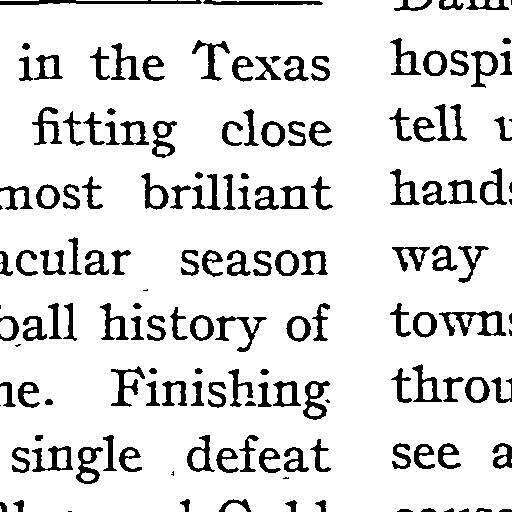 in the Texas
fitting close
most brilliant
acular season
ball history of
ne. Finishing
single defeat
hospi
tell u
hands
way
towns
throu
see a